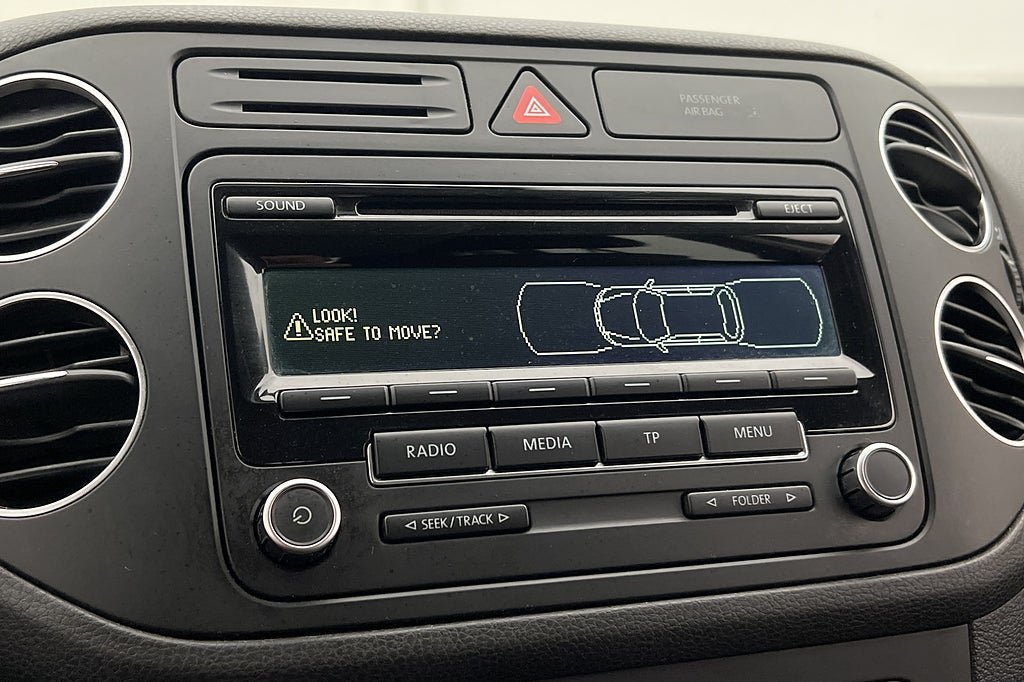 PASSENGER
AIR BAG
SOUND
EJECT
LOOK!
SAFE TO MOVE?
RADIO
MEDIA
TP
MENU
SEEK / TRACK
FOLDER